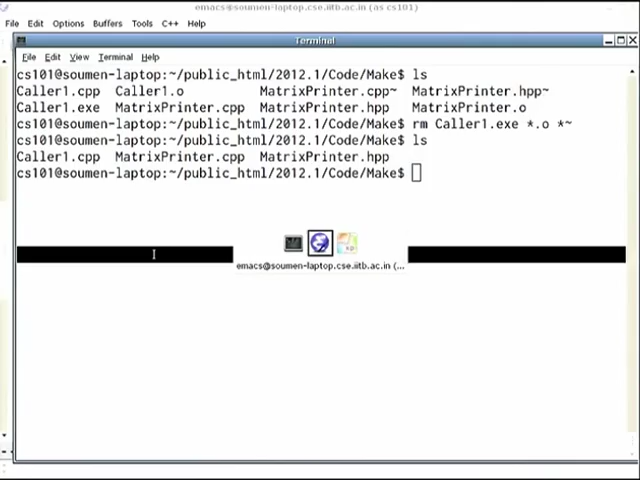 emacs@soumen-laptop.cse.iitb.ac.in (as cs101)
File Edit Options Buffers Tools C++ Help
Terminal
File Edit View Terminal Help
cs101@soumen-laptop:~/public_html/2012.1/Code/Make$ ls
Caller1.cpp Caller1.o MatrixPrinter.cpp~ MatrixPrinter.hpp~
Caller1.exe MatrixPrinter.cpp MatrixPrinter.hpp MatrixPrinter.o
cs101@soumen-laptop:~/public_html/2012.1/Code/Make$ rm Caller1.exe *.o *~
cs101@soumen-laptop:~/public_html/2012.1/Code/Make$ ls
Caller1.cpp MatrixPrinter.cpp MatrixPrinter.hpp
cs101@soumen-laptop:~/public_html/2012.1/Code/Make$
emacs@soumen-laptop.cse.iitb.ac.in (...